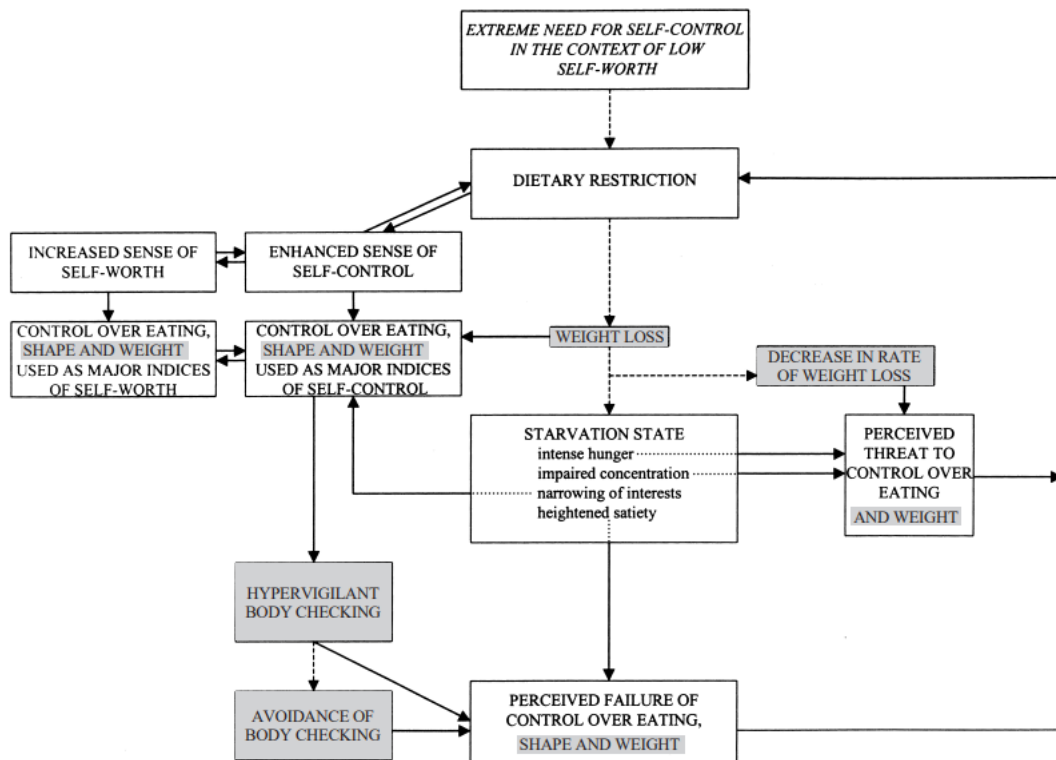 EXTREME NEED FOR SELF-CONTROL
IN THE CONTEXT OF LOW
SELF-WORTH
DIETARY RESTRICTION
INCREASED SENSE OF
SELF-WORTH
ENHANCED SENSE OF
SELF-CONTROL
CONTROL OVER EATING,
SHAPE AND WEIGHT
USED AS MAJOR INDICES
OF SELF-WORTH
CONTROL OVER EATING,
SHAPE AND WEIGHT
USED AS MAJOR INDICES
OF SELF-CONTROL
WEIGHT LOSS
DECREASE IN RATE
OF WEIGHT LOSS
STARVATION STATE
intense hunger
impaired concentration
narrowing of interests
heightened satiety
PERCEIVED
THREAT TO
CONTROL OVER
EATING
AND WEIGHT
HYPERVIGILANT
BODY CHECKING
AVOIDANCE OF
BODY CHECKING
PERCEIVED FAILURE OF
CONTROL OVER EATING,
SHAPE AND WEIGHT